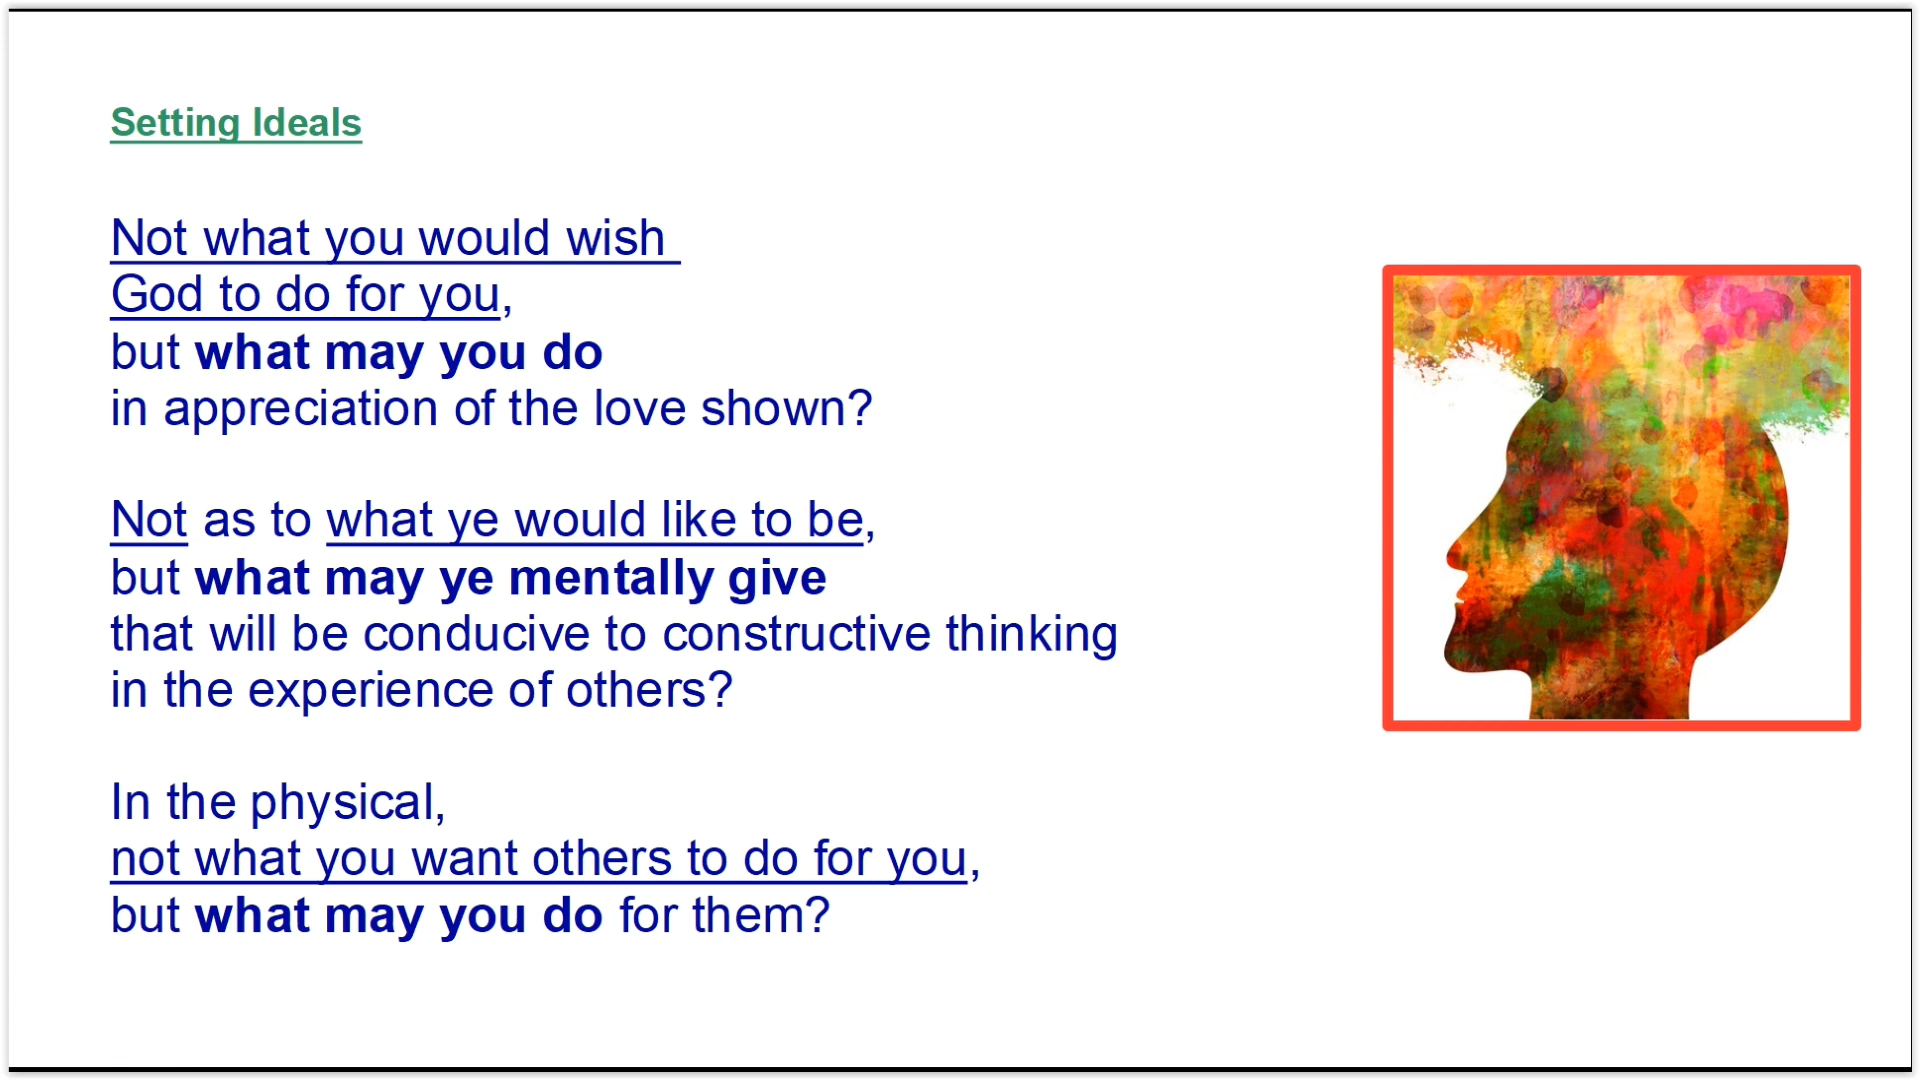 Setting Ideals
Not what you would wish
God to do for you,
but what may you do
in appreciation of the love shown?
Not as to what ye would like to be,
but what may ye mentally give
that will be conducive to constructive thinking
in the experience of others?
In the physical,
not what you want others to do for you,
but what may you do for them?